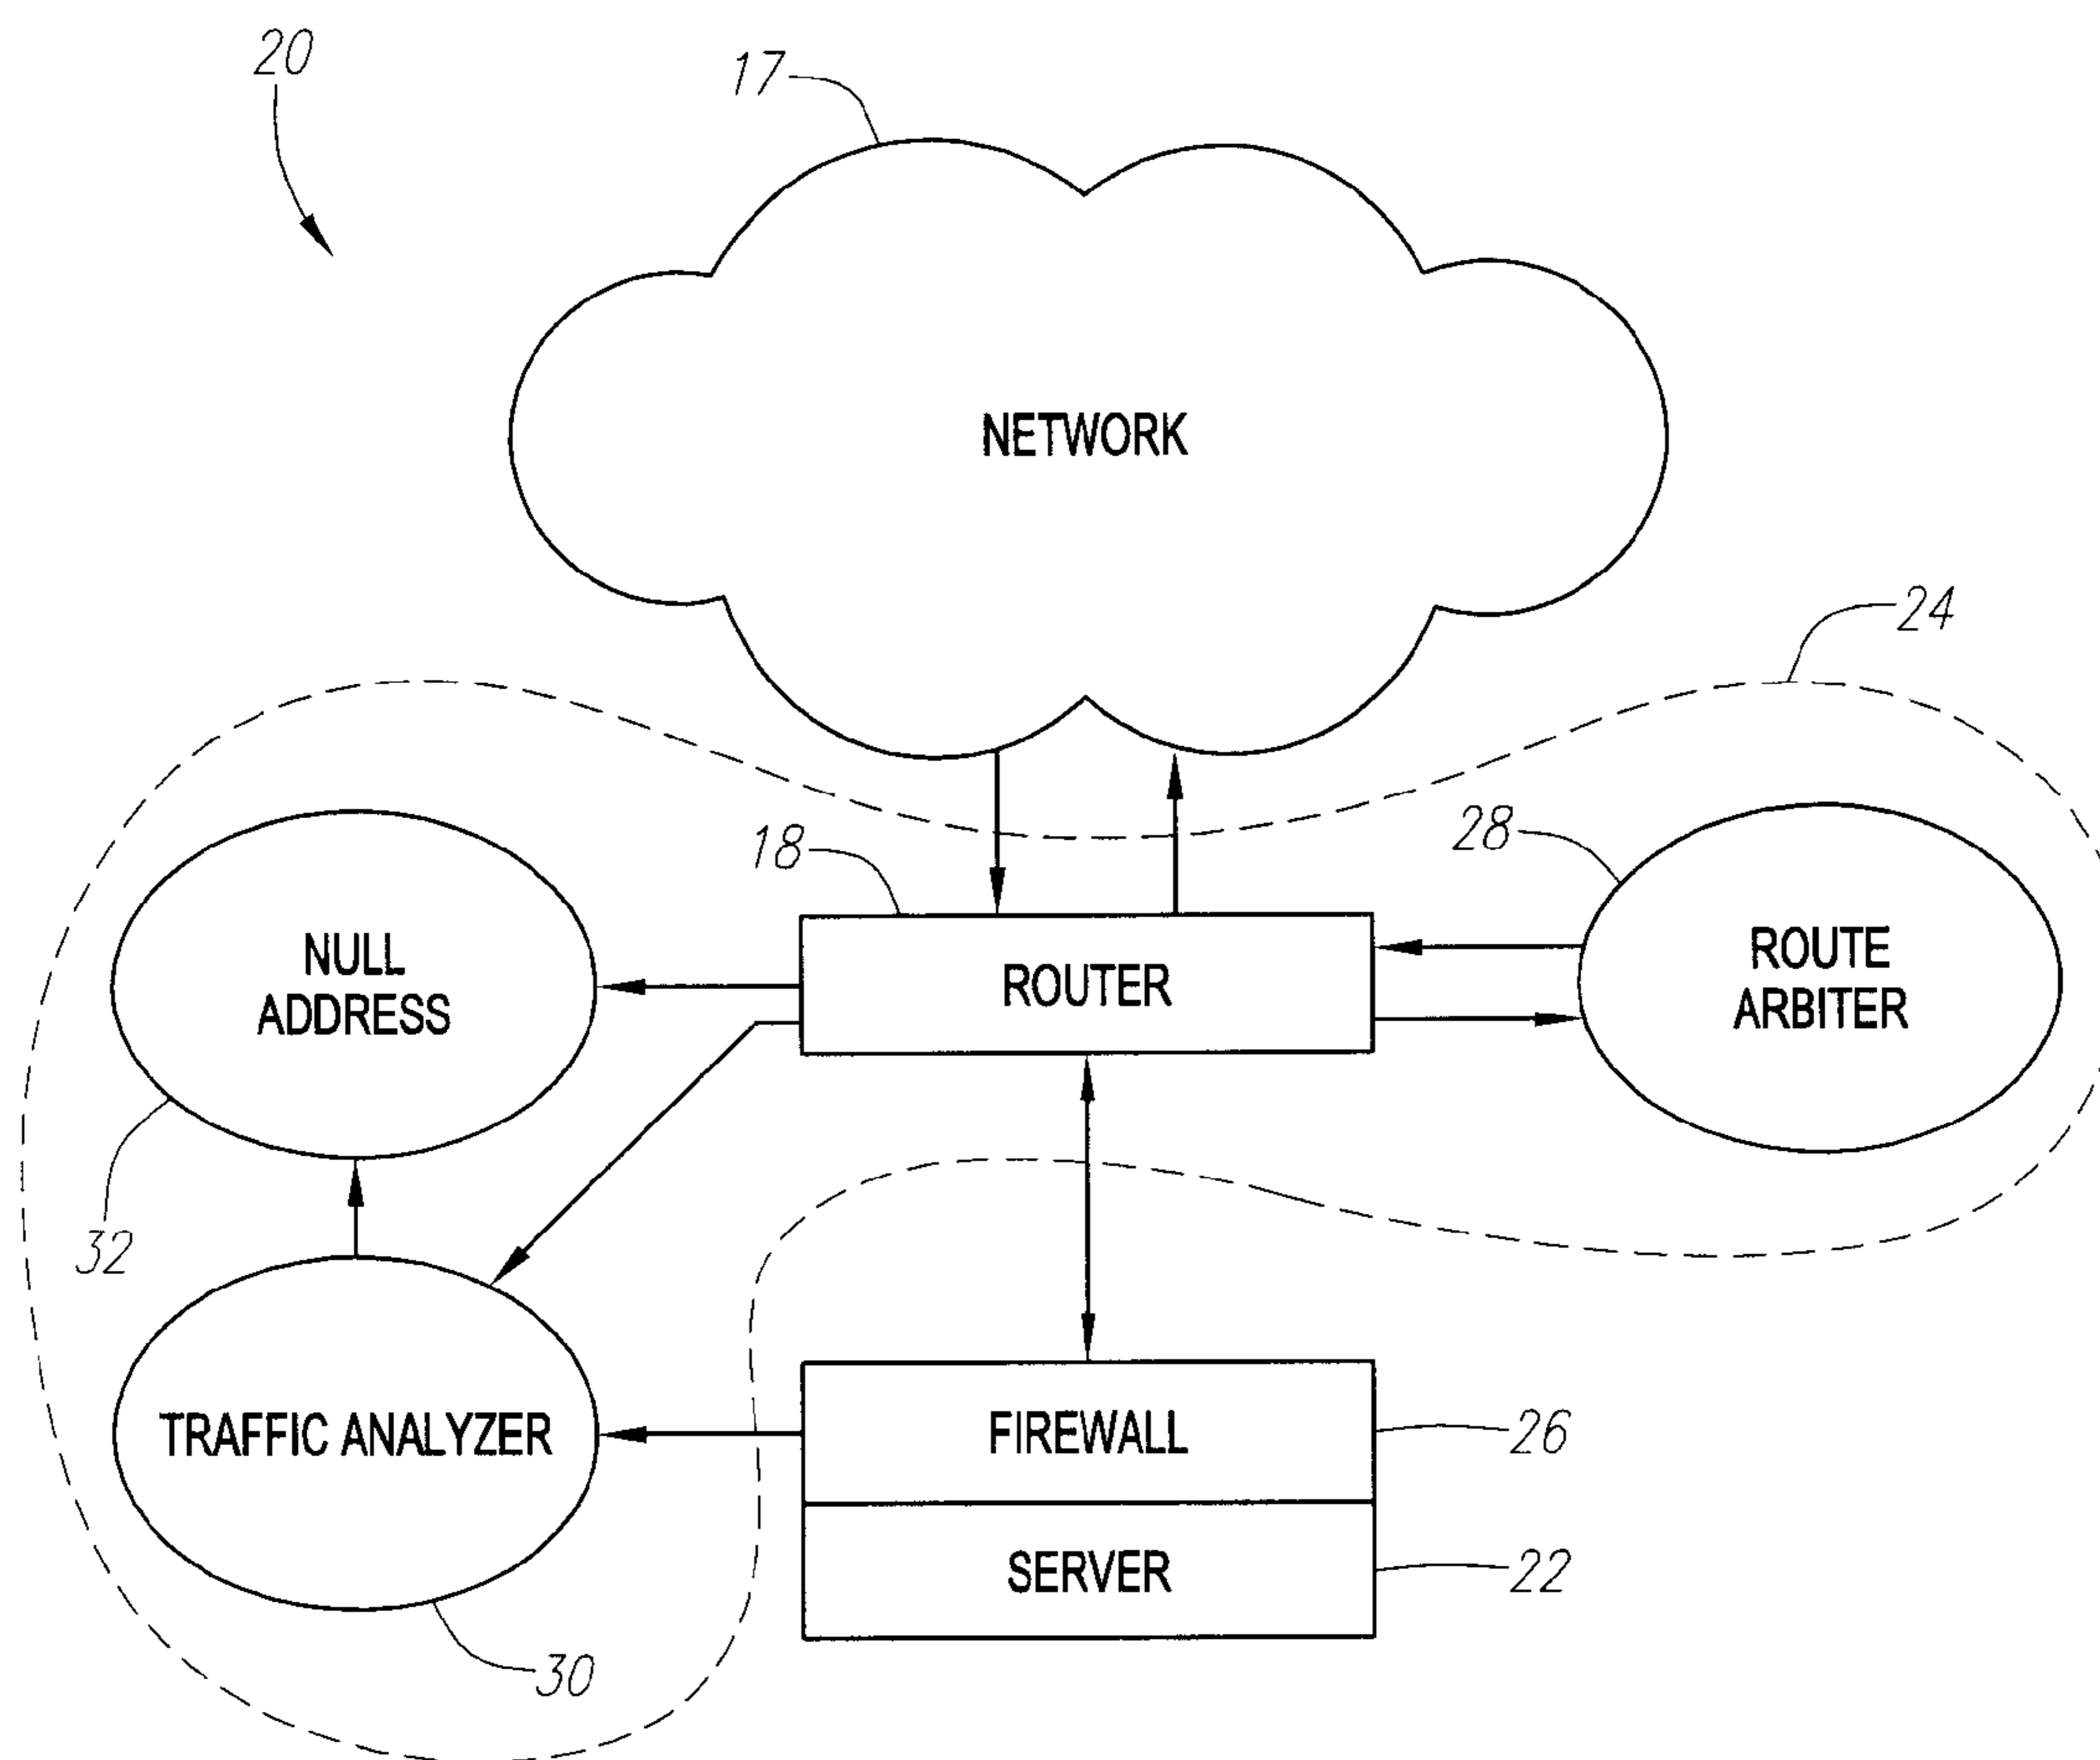 20
17
NETWORK
24
18
28
NULL
ADDRESS
ROUTER
ROUTE
ARBITER
32
TRAFFIC ANALYZER
FIREWALL
26
SERVER
22
30